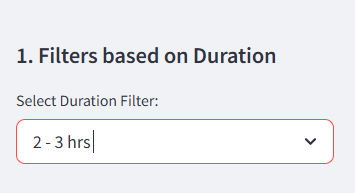 1. Filters based on Duration
Select Duration Filter:
2 - 3 hrs